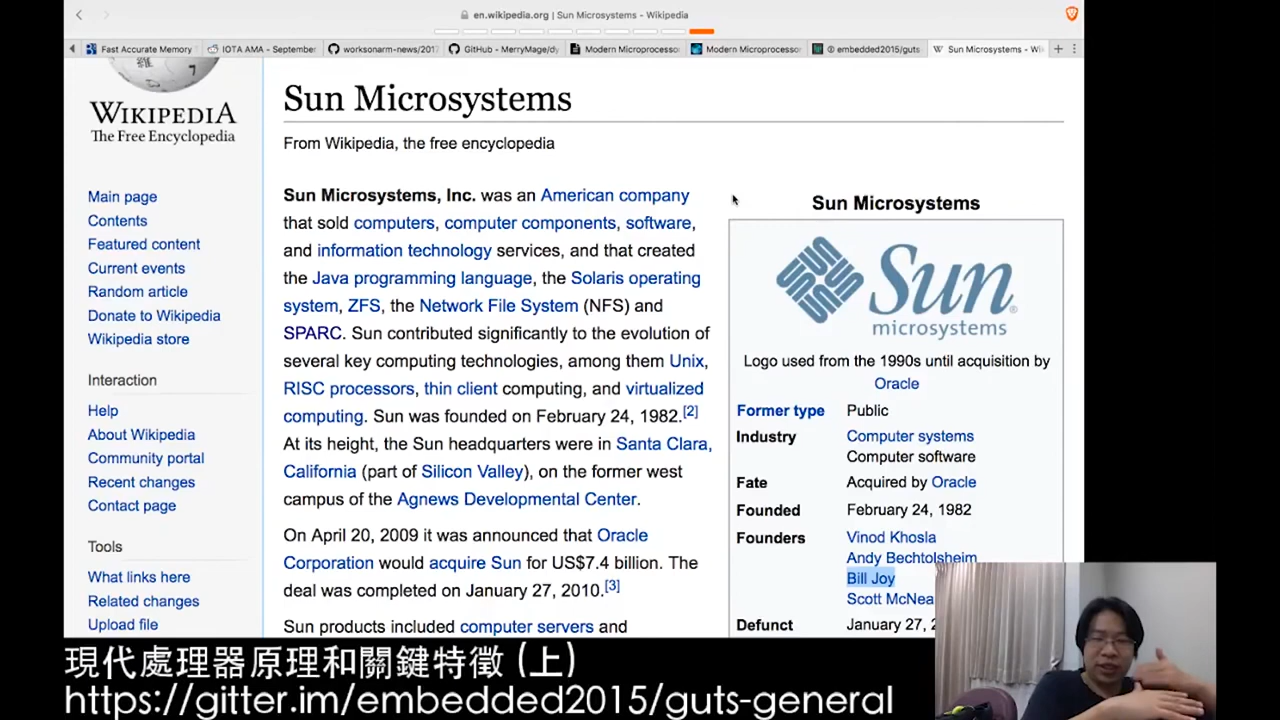 en.wikipedia.org | Sun Microsystems - Wikipedia
Fast Accurate Memory
IOTA AMA - September
worksonarm-news/2017
GitHub - MerryMage/dy
Modern Microprocessor
Modern Microprocessor
embedded2015/guts-
Sun Microsystems - Wi
羅
WIKIPEDIA
The Free Encyclopedia
Main page
Contents
Featured content
Current events
Random article
Donate to Wikipedia
Wikipedia store
Interaction
Help
About Wikipedia
Community portal
Recent changes
Contact page
Tools
What links here
Related changes
Upload file
Sun Microsystems
From Wikipedia, the free encyclopedia
Sun Microsystems, Inc. was an American company
that sold computers, computer components, software,
and information technology services, and that created
the Java programming language, the Solaris operating
system, ZFS, the Network File System (NFS) and
SPARC. Sun contributed significantly to the evolution of
several key computing technologies, among them Unix,
RISC processors, thin client computing, and virtualized
computing. Sun was founded on February 24, 1982.[2]
At its height, the Sun headquarters were in Santa Clara,
California (part of Silicon Valley), on the former west
campus of the Agnews Developmental Center.
On April 20, 2009 it was announced that Oracle
Corporation would acquire Sun for US$7.4 billion. The
deal was completed on January 27, 2010.[3]
Sun products included computer servers and
Sun Microsystems
Sun
microsystems
Logo used from the 1990s until acquisition by
Oracle
Former type Public
Industry Computer systems
Computer software
Fate Acquired by Oracle
Founded February 24, 1982
Founders Vinod Khosla
Andy Bechtolsheim
Bill Joy
Scott McNea
Defunct January 27, 2
現代處理器原理和關鍵特徵 (上)
https://gitter.im/embedded2015/guts-general